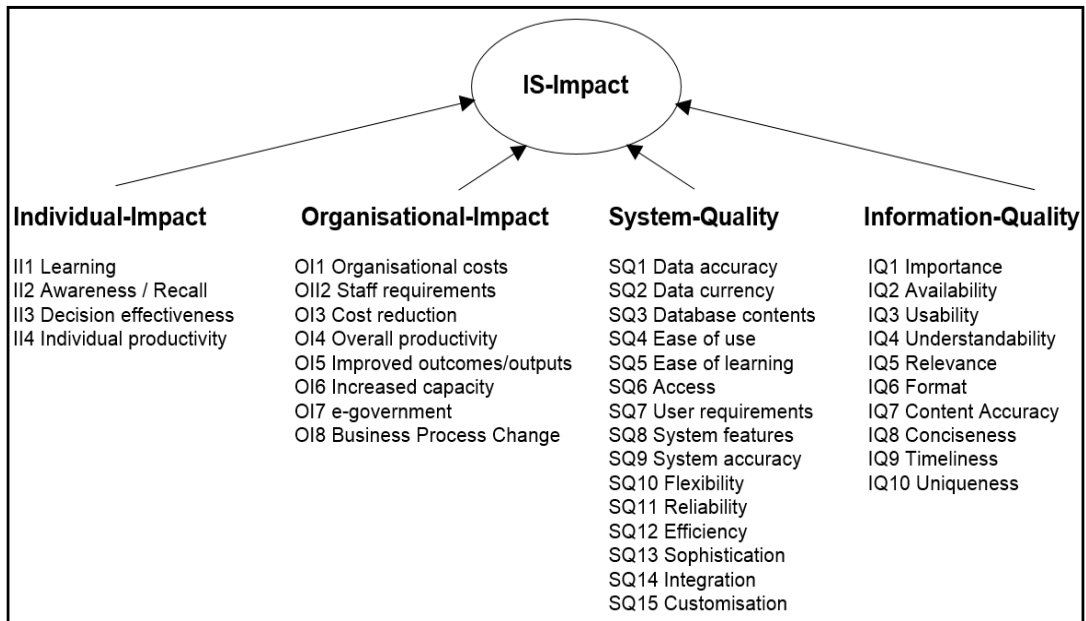 IS-Impact
Individual-Impact
II1 Learning
II2 Awareness / Recall
II3 Decision effectiveness
II4 Individual productivity
Organisational-Impact
OI1 Organisational costs
OII2 Staff requirements
OI3 Cost reduction
OI4 Overall productivity
OI5 Improved outcomes/outputs
OI6 Increased capacity
OI7 e-government
OI8 Business Process Change
System-Quality
SQ1 Data accuracy
SQ2 Data currency
SQ3 Database contents
SQ4 Ease of use
SQ5 Ease of learning
SQ6 Access
SQ7 User requirements
SQ8 System features
SQ9 System accuracy
SQ10 Flexibility
SQ11 Reliability
SQ12 Efficiency
SQ13 Sophistication
SQ14 Integration
SQ15 Customisation
Information-Quality
IQ1 Importance
IQ2 Availability
IQ3 Usability
IQ4 Understandability
IQ5 Relevance
IQ6 Format
IQ7 Content Accuracy
IQ8 Conciseness
IQ9 Timeliness
IQ10 Uniqueness